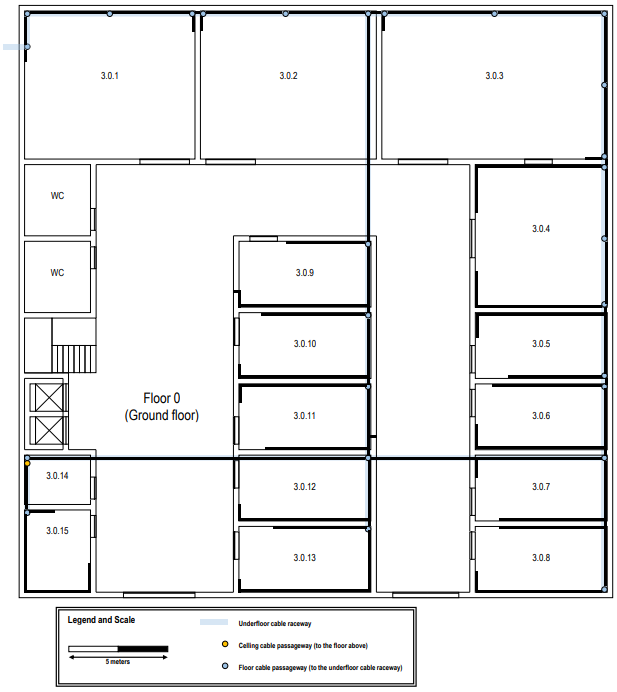 3.0.1
3.0.2
3.0.3
WC
3.0.4
WC
3.0.9
3.0.10
3.0.5
Floor 0
(Ground floor)
3.0.11
3.0.6
3.0.14
3.0.12
3.0.7
3.0.15
3.0.13
3.0.8
Legend and Scale
Underfloor cable raceway
Celling cable passageway (to the floor above)
5 meters
Floor cable passageway (to the underfloor cable raceway)